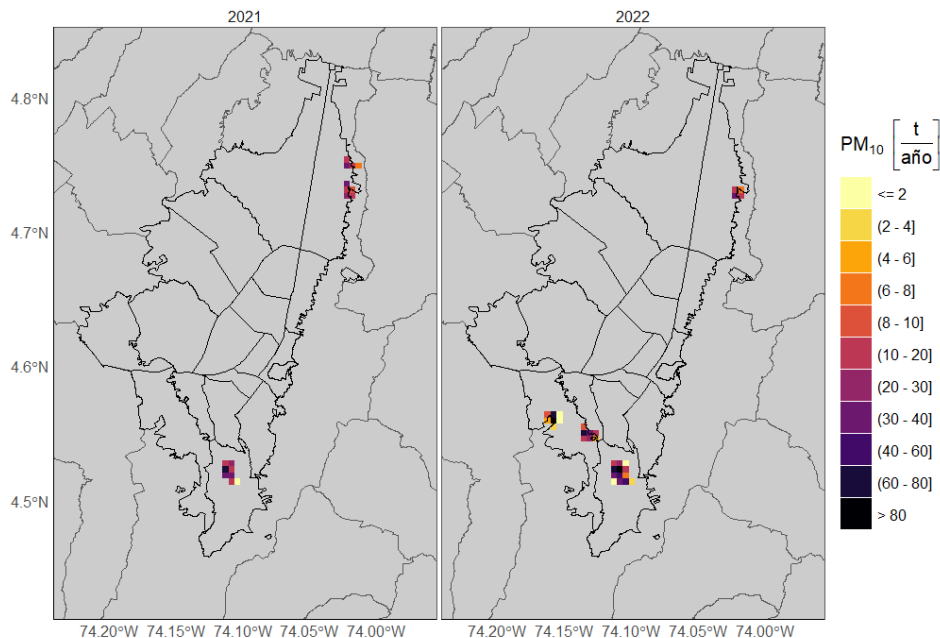 2021 2022
4.8°N
4.7°N
4.6°N
4.5°N
74.20°W 74.15°W 74.10°W 74.05°W 74.00°W 74.20°W 74.15°W 74.10°W 74.05°W 74.00°W
PM₁₀ [t/año]
<= 2
(2 - 4]
(4 - 6]
(6 - 8]
(8 - 10]
(10 - 20]
(20 - 30]
(30 - 40]
(40 - 60]
(60 - 80]
> 80